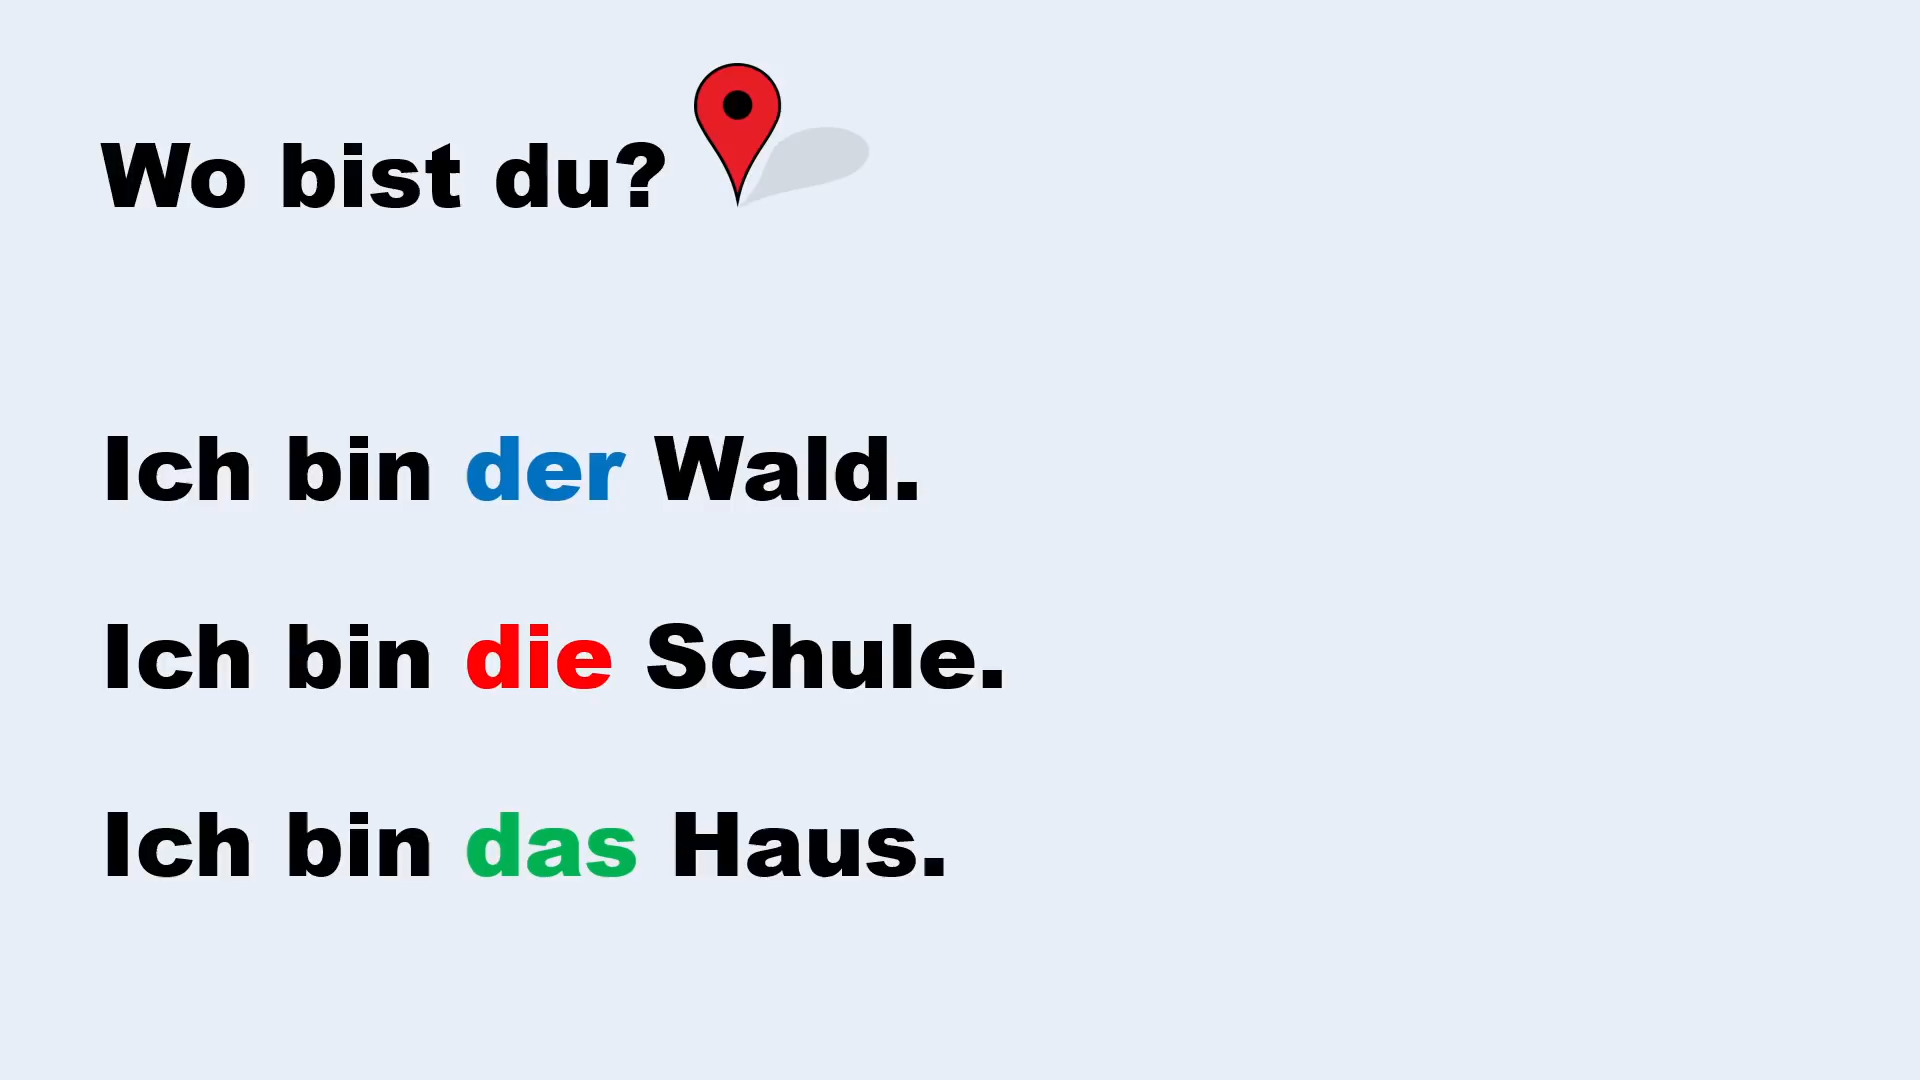 Wo bist du?
Ich bin der Wald.
Ich bin die Schule.
Ich bin das Haus.